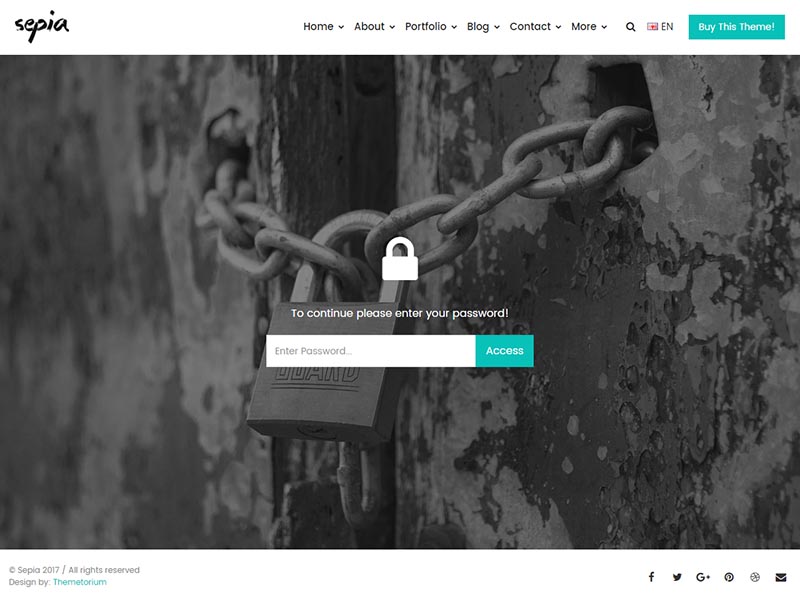 sepia
Home About Portfolio Blog Contact More EN Buy This Theme!
To continue please enter your password!
Enter Password... Access
GUARD
© Sepia 2017 / All rights reserved
Design by: Themetorium